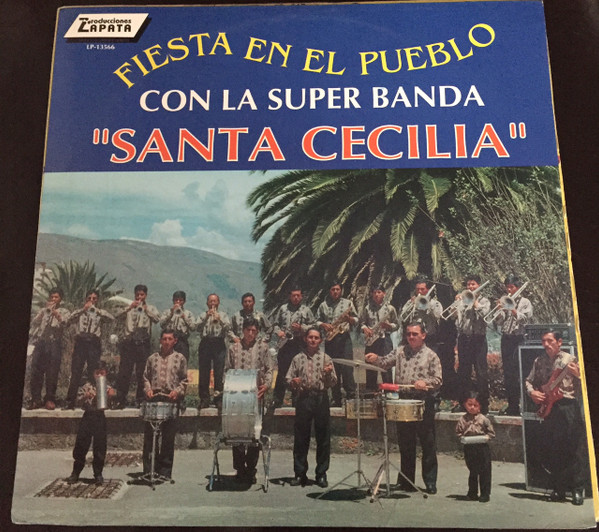 Producciones
ZAPATA
LP-13566
FIESTA EN EL PUEBLO
CON LA SUPER BANDA
"SANTA CECILIA"